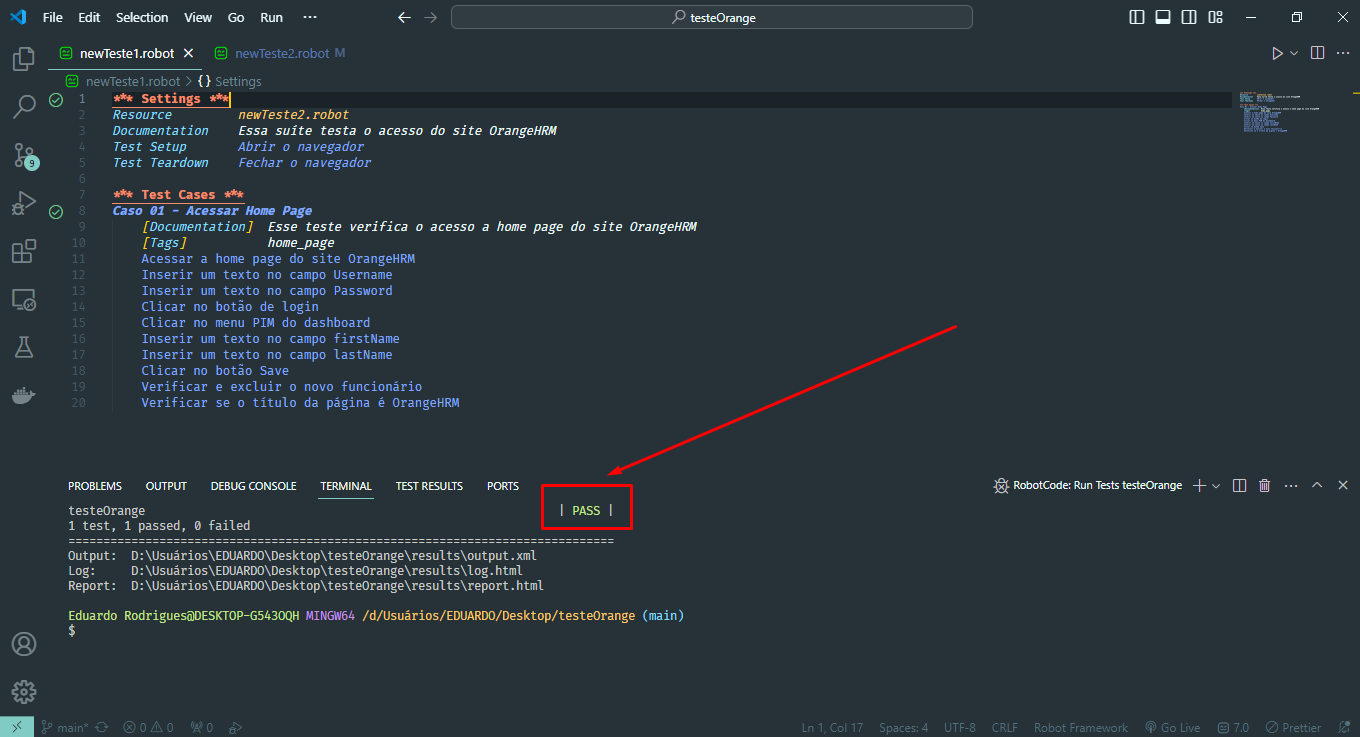 File Edit Selection View Go Run ··· testeOrange
newTeste1.robot newTeste2.robot M
newTeste1.robot > {} Settings
1 *** Settings ***
2 Resource newTeste2.robot
3 Documentation Essa suíte testa o acesso do site OrangeHRM
4 Test Setup Abrir o navegador
5 Test Teardown Fechar o navegador
6
7 *** Test Cases ***
8 Caso 01 - Acessar Home Page
9 [Documentation] Esse teste verifica o acesso a home page do site OrangeHRM
10 [Tags] home_page
11 Acessar a home page do site OrangeHRM
12 Inserir um texto no campo Username
13 Inserir um texto no campo Password
14 Clicar no botão de login
15 Clicar no menu PIM do dashboard
16 Inserir um texto no campo firstName
17 Inserir um texto no campo lastName
18 Clicar no botão Save
19 Verificar e excluir o novo funcionário
20 Verificar se o título da página é OrangeHRM
9
PROBLEMS OUTPUT DEBUG CONSOLE TERMINAL TEST RESULTS PORTS RobotCode: Run Tests testeOrange
testeOrange | PASS |
1 test, 1 passed, 0 failed
==============================================================================
Output: D:\Usuários\EDUARDO\Desktop\testeOrange\results\output.xml
Log: D:\Usuários\EDUARDO\Desktop\testeOrange\results\log.html
Report: D:\Usuários\EDUARDO\Desktop\testeOrange\results\report.html
Eduardo Rodrigues@DESKTOP-G543OQH MINGW64 /d/Usuários/EDUARDO/Desktop/testeOrange (main)
$
main* 0 0 0 Ln 1, Col 17 Spaces: 4 UTF-8 CRLF Robot Framework Go Live 7.0 Prettier